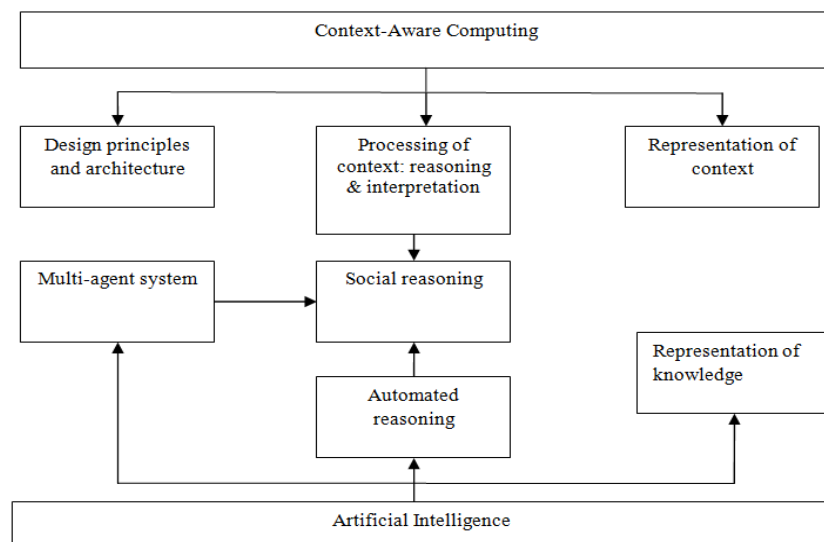 Context-Aware Computing
Design principles
and architecture
Processing of
context: reasoning
& interpretation
Representation of
context
Multi-agent system
Social reasoning
Representation of
knowledge
Automated
reasoning
Artificial Intelligence